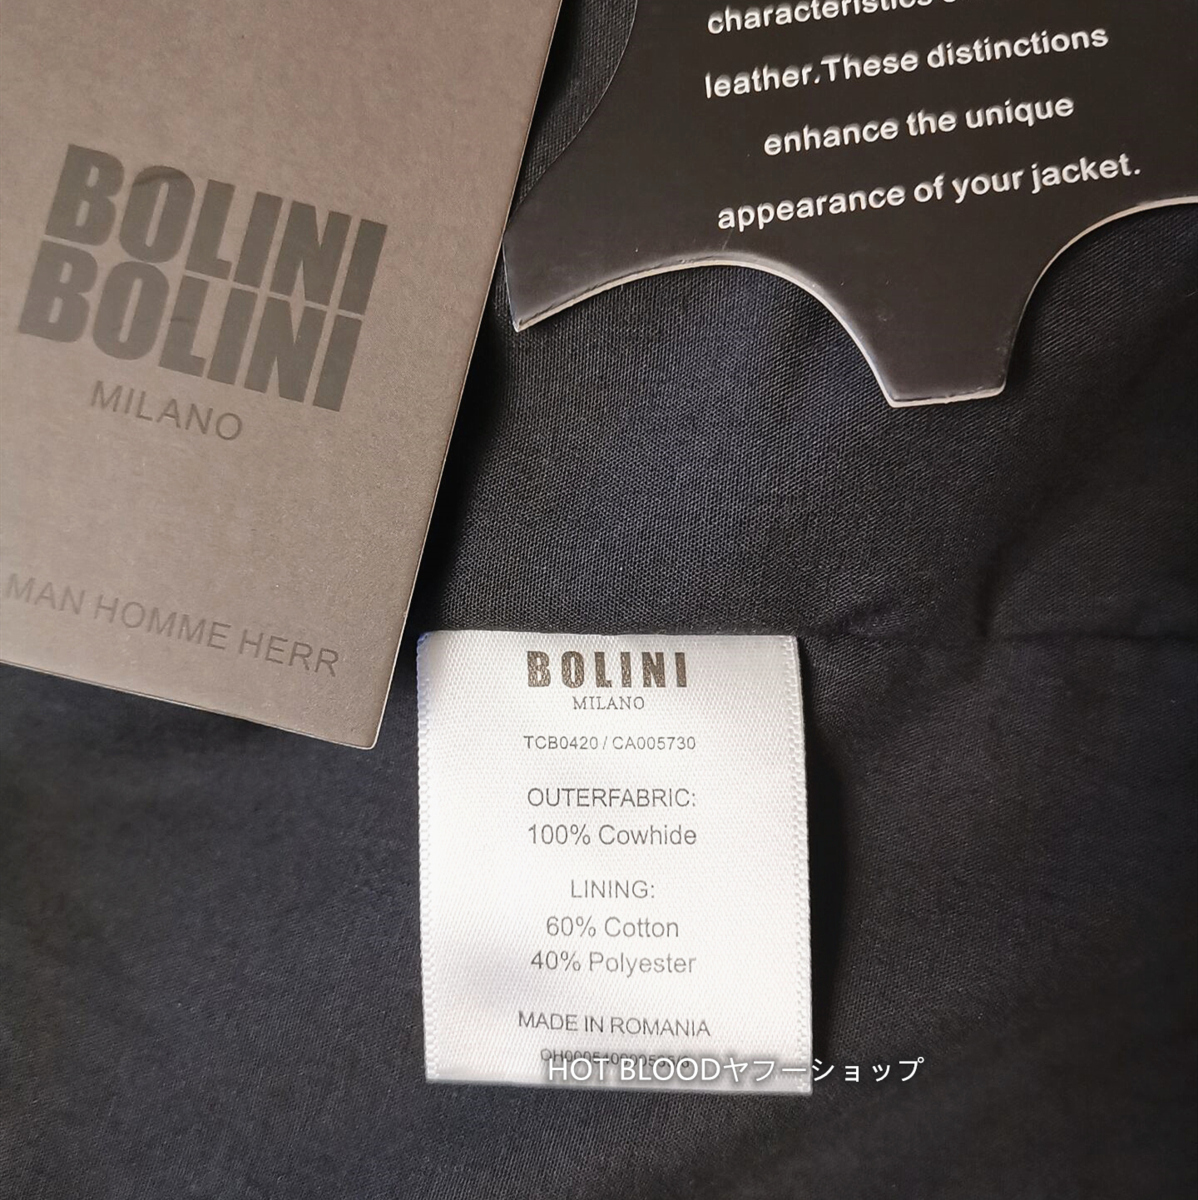 BOLINI
BOLINI
MILANO
MAN HOMME HERR
leather.These distinctions
enhance the unique
appearance of your jacket.
BOLINI
MILANO
TCB0420 / CA005730
OUTERFABRIC:
100% Cowhide
LINING:
60% Cotton
40% Polyester
MADE IN ROMANIA
HOT BLOODヤフーショップ